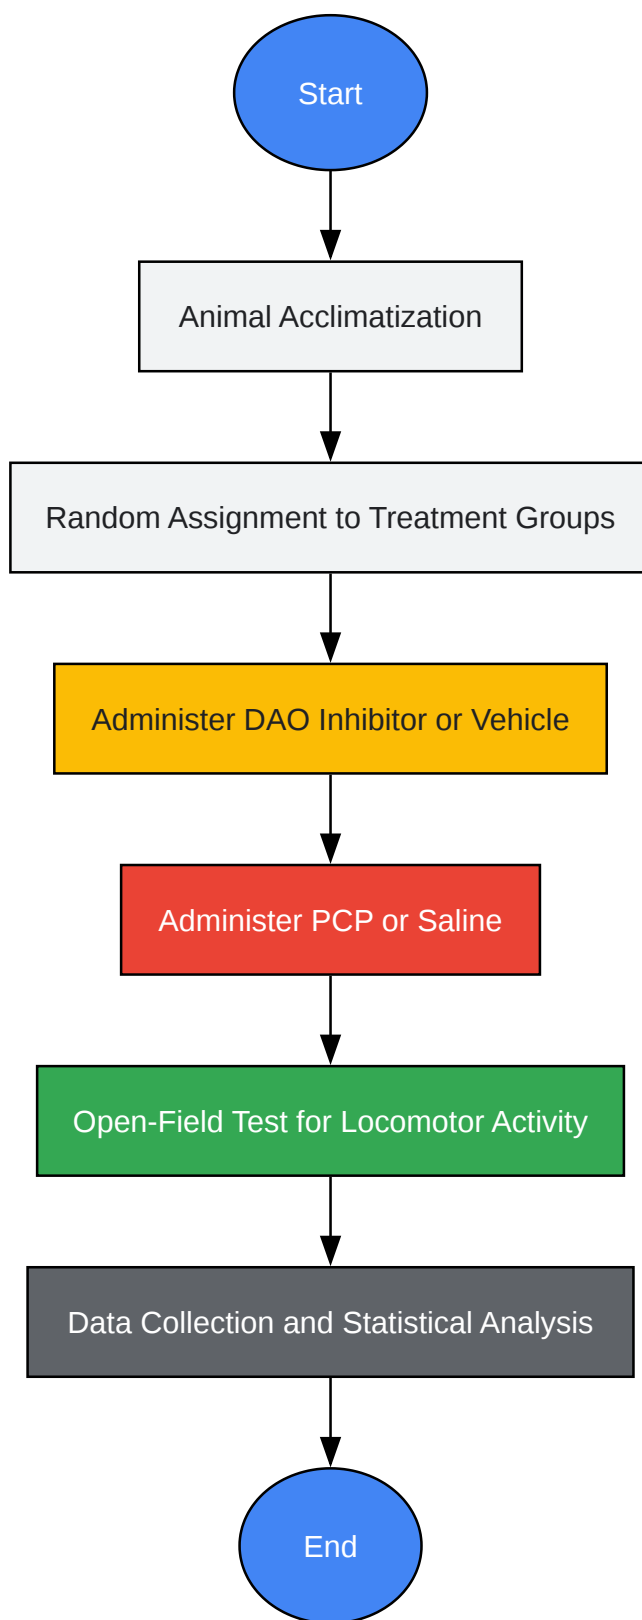 Start
Animal Acclimatization
Random Assignment to Treatment Groups
Administer DAO Inhibitor or Vehicle
Administer PCP or Saline
Open-Field Test for Locomotor Activity
Data Collection and Statistical Analysis
End